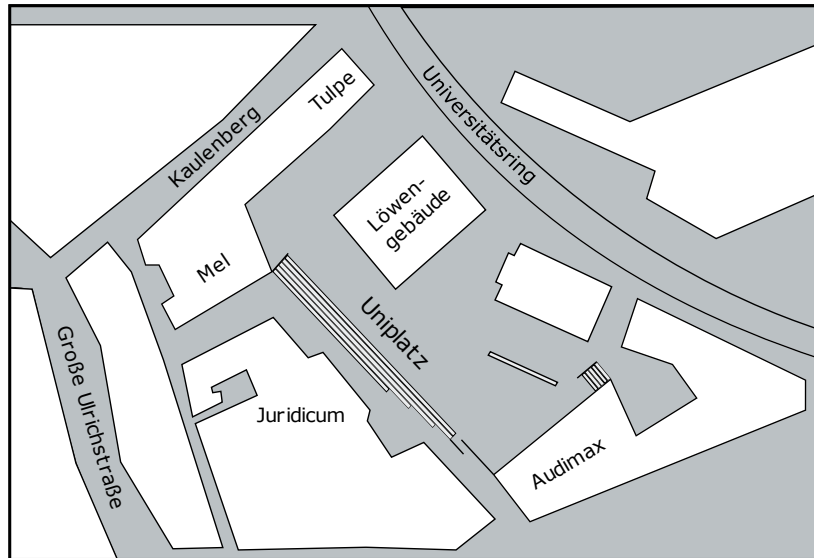 Tulpe
Universitätsring
Kaulenberg
Löwen-
gebäude
Mel
Uniplatz
Große Ulrichstraße
Juridicum
Audimax